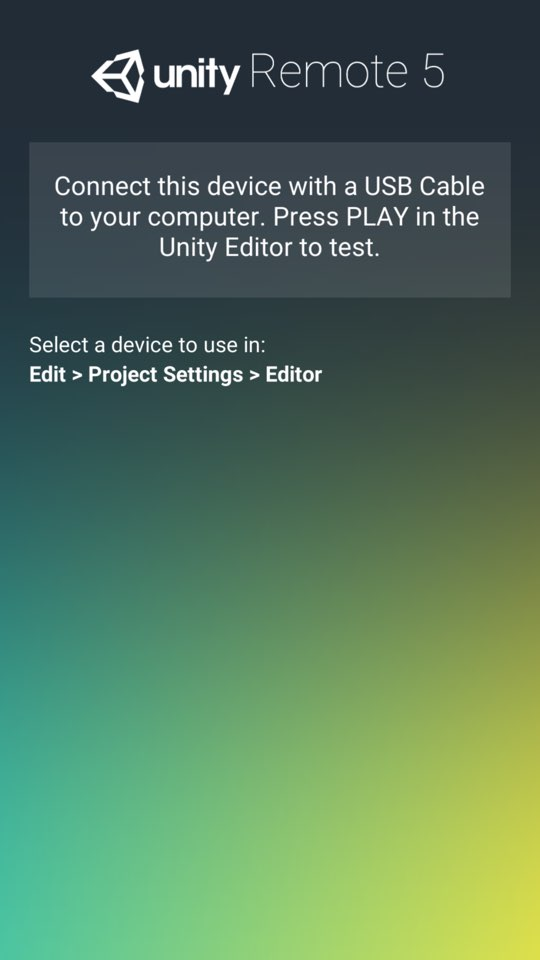 unity Remote 5
Connect this device with a USB Cable
to your computer. Press PLAY in the
Unity Editor to test.
Select a device to use in:
Edit > Project Settings > Editor